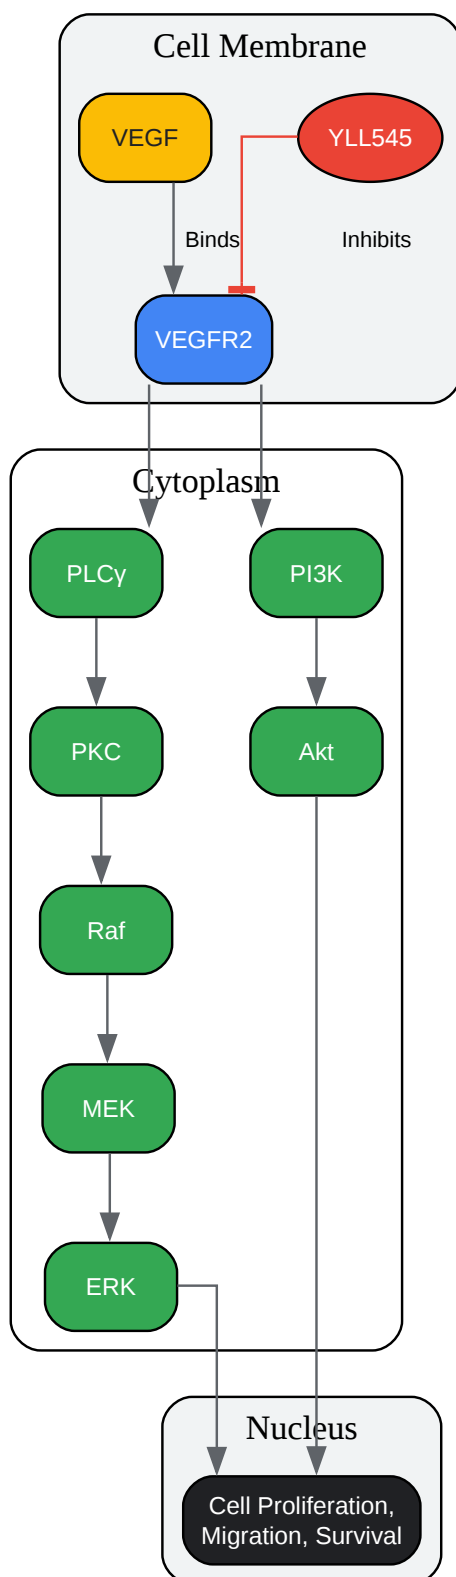 Cell Membrane
VEGF
YLL545
Binds
Inhibits
VEGFR2
Cytoplasm
PLCγ
PI3K
PKC
Akt
Raf
MEK
ERK
Nucleus
Cell Proliferation,
Migration, Survival